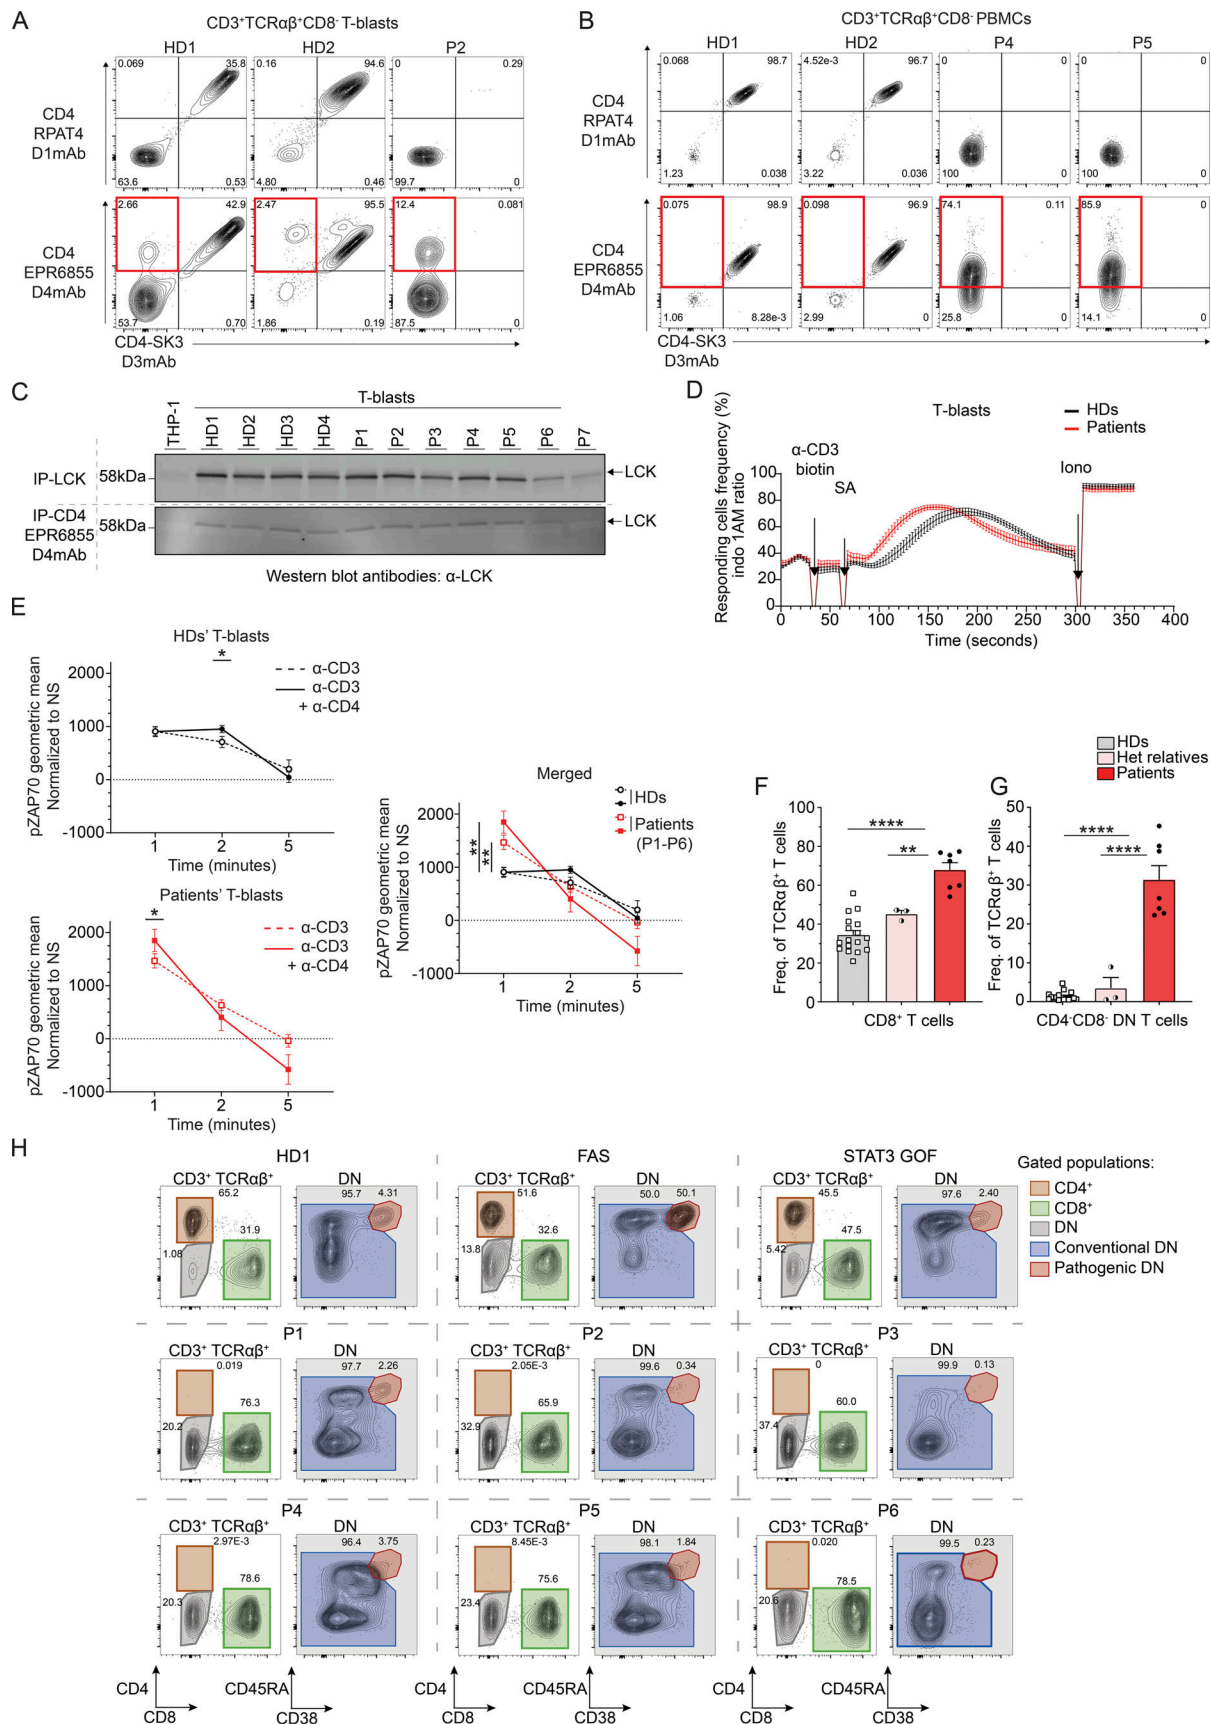 A
CD3⁺TCRαβ⁺CD8⁻ T-blasts
HD1 HD2 P2
0.069 35.8 0.16 94.6 0 0.29
CD4
RPAT4
D1mAb
63.6 0.53 4.80 0.46 99.7 0
2.66 42.9 2.47 95.5 12.4 0.081
CD4
EPR6855
D4mAb
53.7 0.70 1.86 0.19 87.5 0
CD4-SK3
D3mAb
B
CD3⁺TCRαβ⁺CD8⁻ PBMCs
HD1 HD2 P4 P5
0.068 98.7 4.52e-3 96.7 0 0 0 0
CD4
RPAT4
D1mAb
1.23 0.038 3.22 0.036 100 0 100 0
0.075 98.9 0.098 96.9 74.1 0.11 85.9 0
CD4
EPR6855
D4mAb
1.06 8.28e-3 2.99 0 25.8 0 14.1 0
CD4-SK3
D3mAb
C
T-blasts
THP-1 HD1 HD2 HD3 HD4 P1 P2 P3 P4 P5 P6 P7
IP-LCK 58kDa LCK
IP-CD4
EPR6855
D4mAb
58kDa LCK
Western blot antibodies: α-LCK
D
Responding cells frequency (%)
indo 1AM ratio
T-blasts
HDs
Patients
α-CD3
biotin
SA
Iono
100
80
60
40
20
0
0 50 100 150 200 250 300 350 400
Time (seconds)
E
HDs' T-blasts
pZAP70 geometric mean
Normalized to NS
2000
1000
0
-1000
*
α-CD3
α-CD3
+ α-CD4
1 2 5
Time (minutes)
Patients' T-blasts
pZAP70 geometric mean
Normalized to NS
2000
1000
0
-1000
*
α-CD3
α-CD3
+ α-CD4
1 2 5
Time (minutes)
Merged
pZAP70 geometric mean
Normalized to NS
2000
1000
0
-1000
**
**
HDs
Patients
(P1-P6)
1 2 5
Time (minutes)
HDs
Het relatives
Patients
F
Freq. of TCRαβ⁺ T cells
100
80
60
40
20
0
****
**
CD8⁺ T cells
G
Freq. of TCRαβ⁺ T cells
50
40
30
20
10
5
0
****
****
CD4⁻CD8⁻ DN T cells
H
HD1 FAS STAT3 GOF
CD3⁺ TCRαβ⁺ DN CD3⁺ TCRαβ⁺ DN CD3⁺ TCRαβ⁺ DN
65.2 95.7 4.31 51.6 50.0 50.1 45.5 97.6 2.40
31.9 32.6 47.5
1.08 13.8 5.42
Gated populations:
CD4⁺
CD8⁺
DN
Conventional DN
Pathogenic DN
P1 P2 P3
CD3⁺ TCRαβ⁺ DN CD3⁺ TCRαβ⁺ DN CD3⁺ TCRαβ⁺ DN
0.019 97.7 2.26 2.05E-3 99.6 0.34 0 99.9 0.13
76.3 65.9 60.0
20.2 32.9 37.4
P4 P5 P6
CD3⁺ TCRαβ⁺ DN CD3⁺ TCRαβ⁺ DN CD3⁺ TCRαβ⁺ DN
2.97E-3 96.4 3.75 8.45E-3 98.1 1.84 0.020 99.5 0.23
78.6 75.6 78.5
20.3 23.4 20.6
CD4 CD45RA CD4 CD45RA CD4 CD45RA
CD8 CD38 CD8 CD38 CD8 CD38